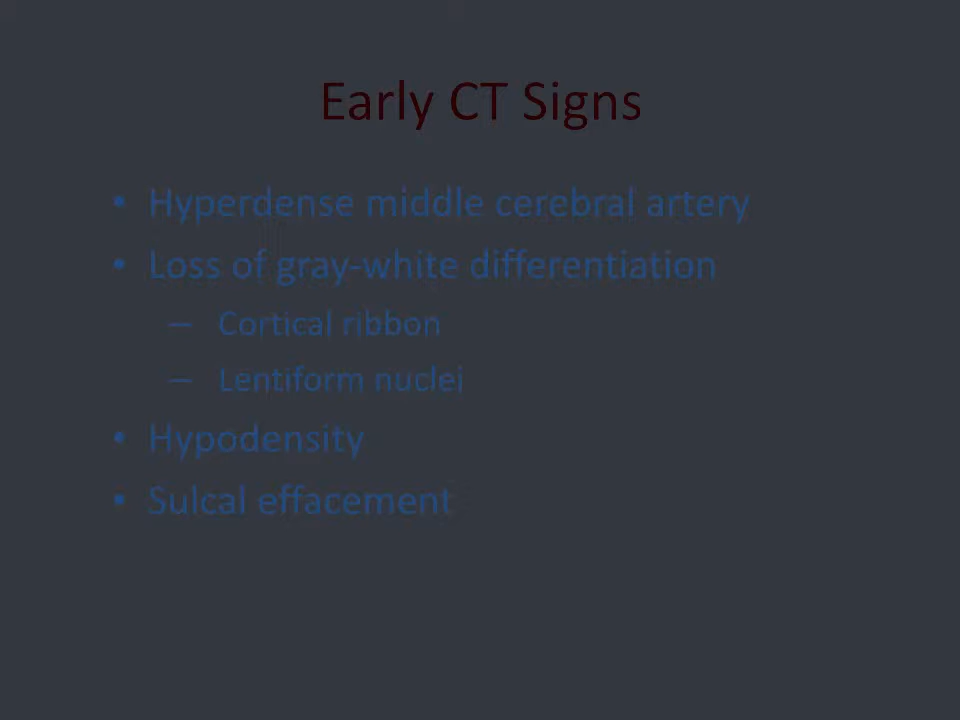 Early CT Signs
• Hyperdense middle cerebral artery
• Loss of gray-white differentiation
– Cortical ribbon
– Lentiform nuclei
• Hypodensity
• Sulcal effacement